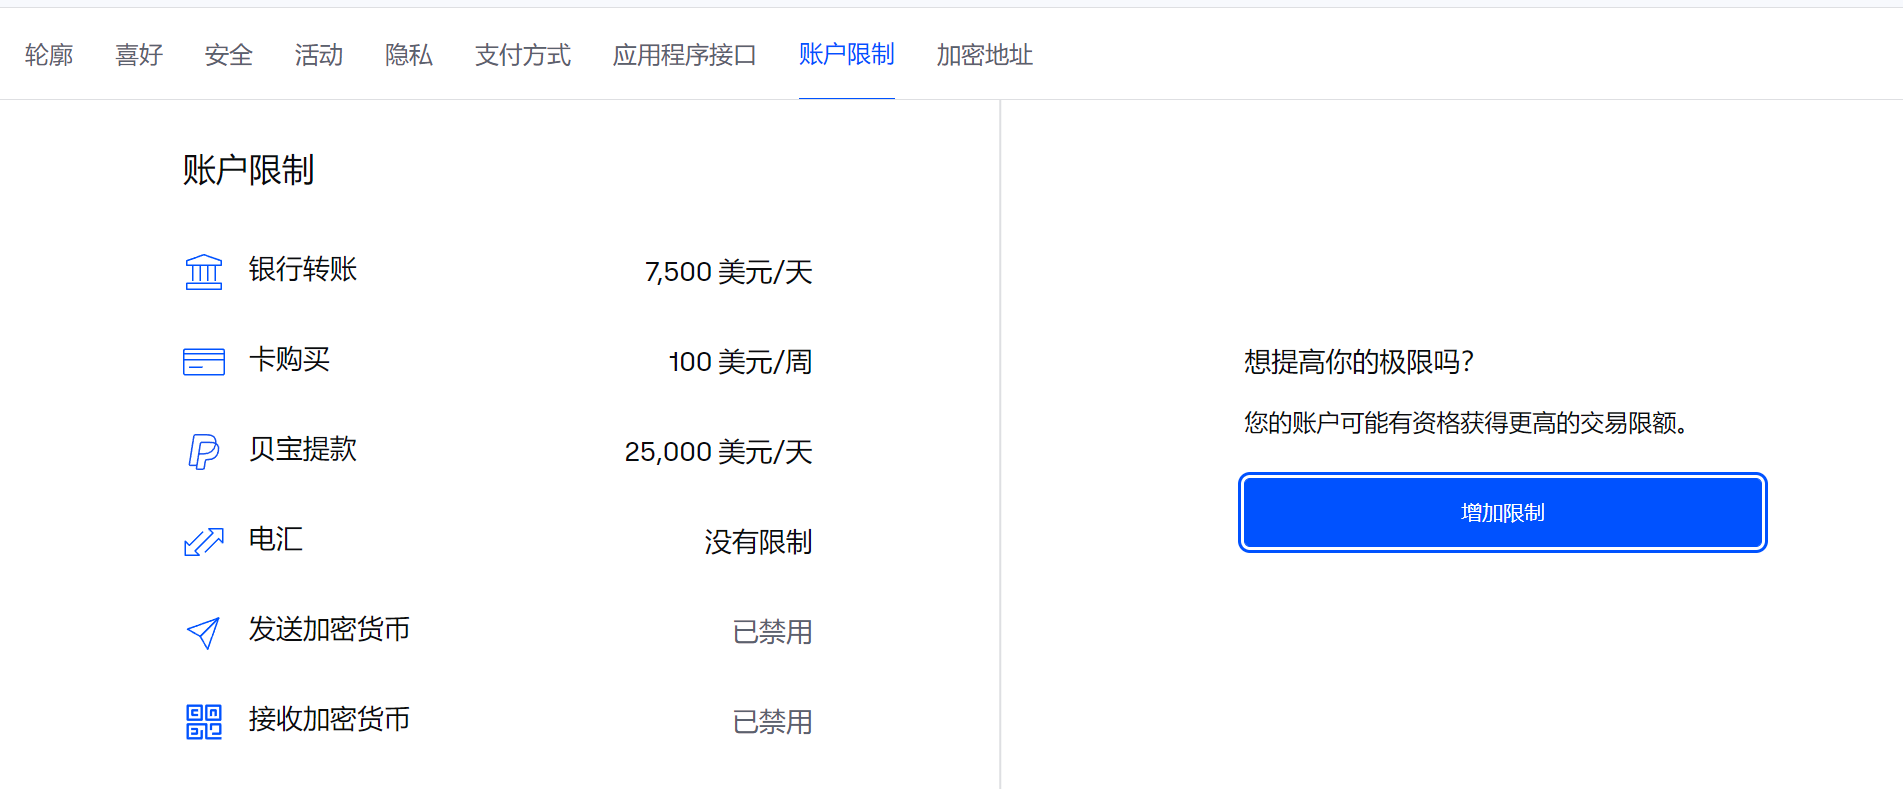 轮廓 喜好 安全 活动 隐私 支付方式 应用程序接口 账户限制 加密地址
账户限制
银行转账 7,500 美元/天
卡购买 100 美元/周
贝宝提款 25,000 美元/天
电汇 没有限制
发送加密货币 已禁用
接收加密货币 已禁用
想提高你的极限吗?
您的账户可能有资格获得更高的交易限额。
增加限制